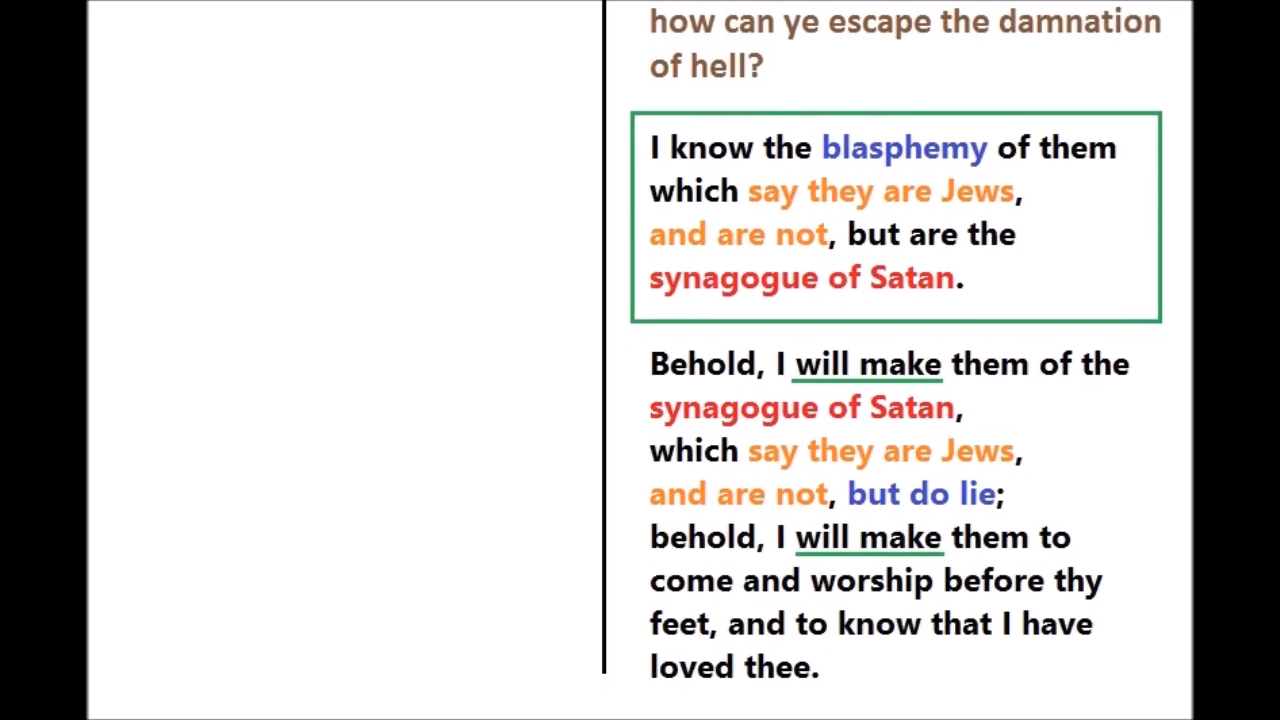 how can ye escape the damnation
of hell?
I know the blasphemy of them
which say they are Jews,
and are not, but are the
synagogue of Satan.
Behold, I will make them of the
synagogue of Satan,
which say they are Jews,
and are not, but do lie;
behold, I will make them to
come and worship before thy
feet, and to know that I have
loved thee.